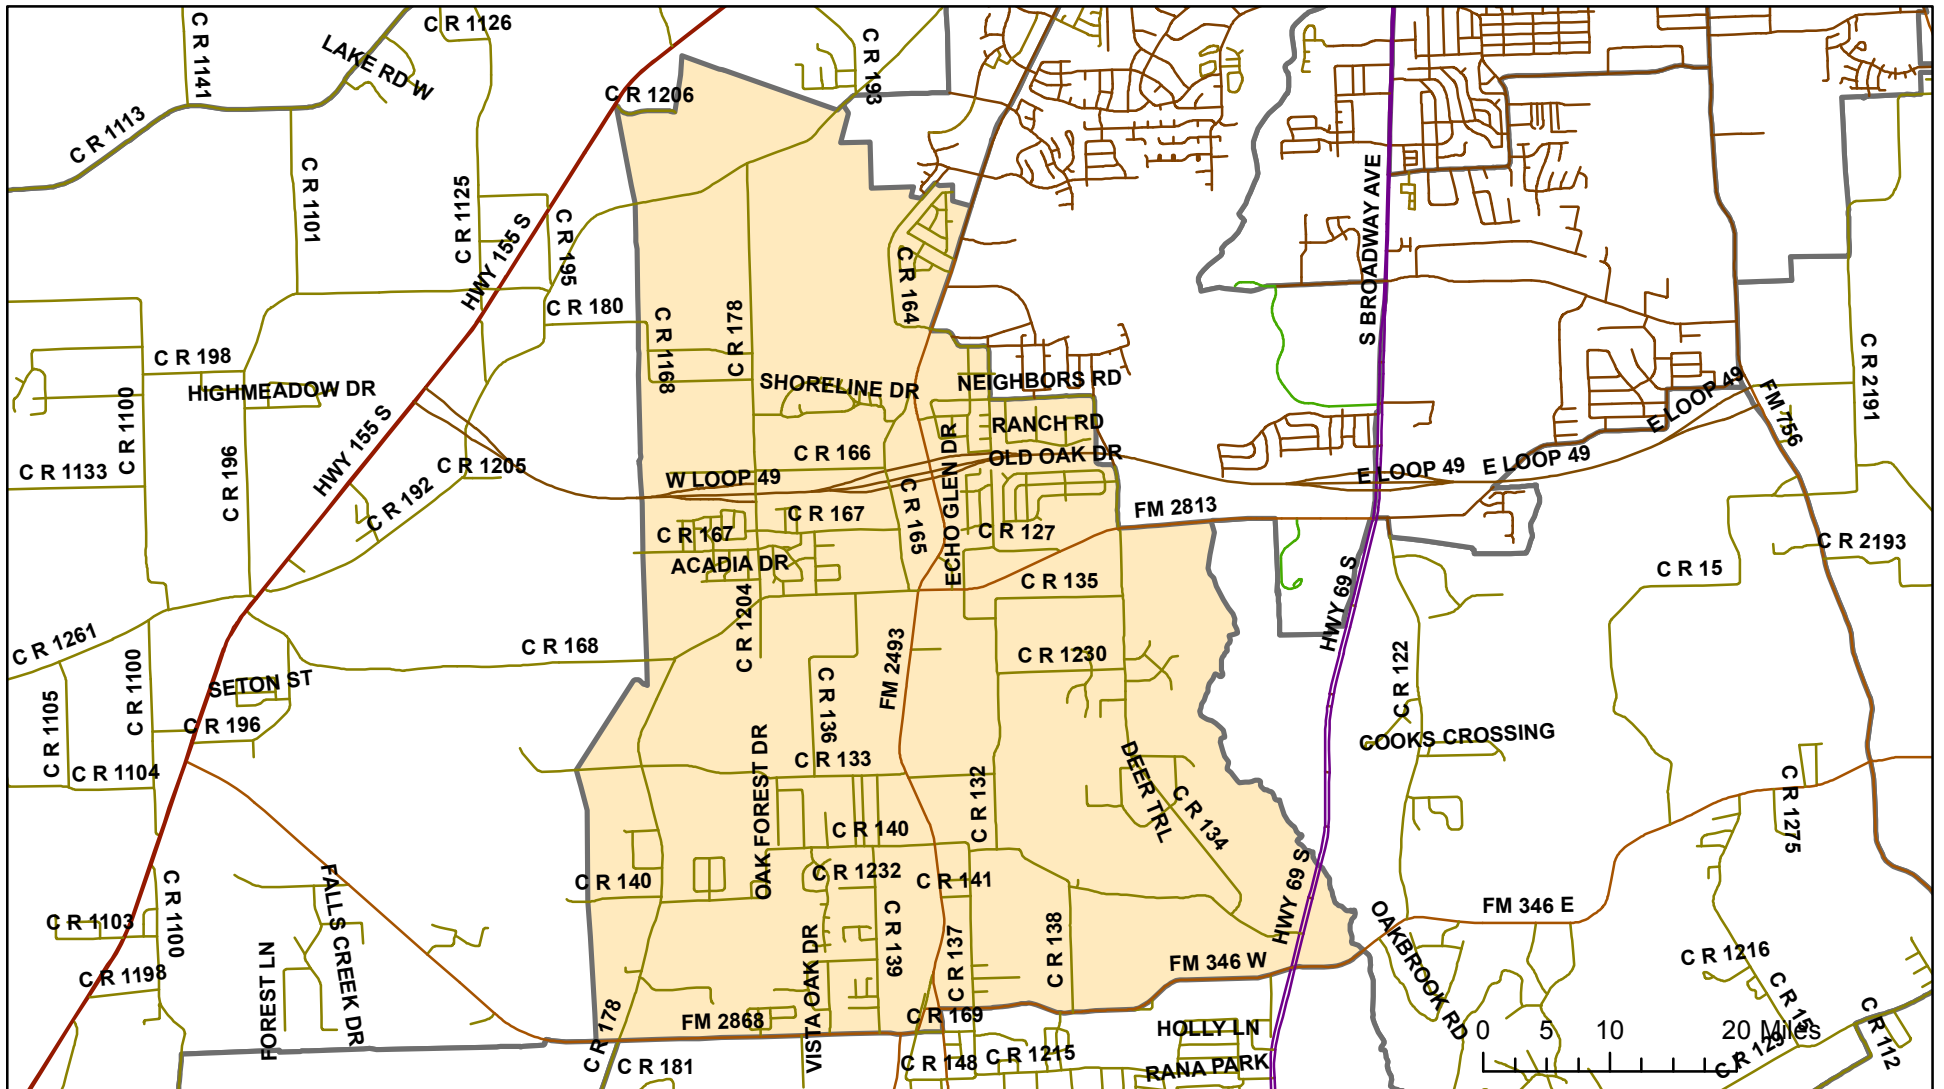 C R 1141
C R 1126
LAKE RD W
C R 193
C R 1206
C R 1113
C R 1101
C R 1125
C R 195
HWY 155 S
S BROADWAY AVE
C R 164
C R 180
C R 1168
C R 178
C R 198
HIGHMEADOW DR
SHORELINE DR
NEIGHBORS RD
C R 2191
E LOOP 49
FM 756
C R 1100
HWY 155 S
RANCH RD
C R 166
OLD OAK DR
C R 1133
C R 196
C R 1205
W LOOP 49
E LOOP 49
E LOOP 49
C R 192
C R 165
ECHO GLEN DR
FM 2813
C R 167
C R 167
C R 127
C R 2193
ACADIA DR
C R 135
C R 15
HWY 69 S
C R 1204
C R 1261
C R 168
C R 1230
C R 122
SETON ST
C R 1105
C R 1100
C R 196
C R 136
FM 2493
COOKS CROSSING
C R 1104
OAK FOREST DR
C R 133
DEER TRL
C R 134
C R 132
C R 1275
C R 140
C R 1232
C R 140
C R 141
HWY 69 S
FM 346 E
C R 1103
C R 1100
FALLS CREEK DR
C R 139
C R 137
C R 138
OAKBROOK RD
C R 1198
FOREST LN
VISTA OAK DR
FM 346 W
C R 1216
C R 15
C R 178
FM 2868
C R 169
HOLLY LN
0 5 10 20 Miles
C R 129
C R 112
C R 181
C R 148
C R 1215
RANA PARK